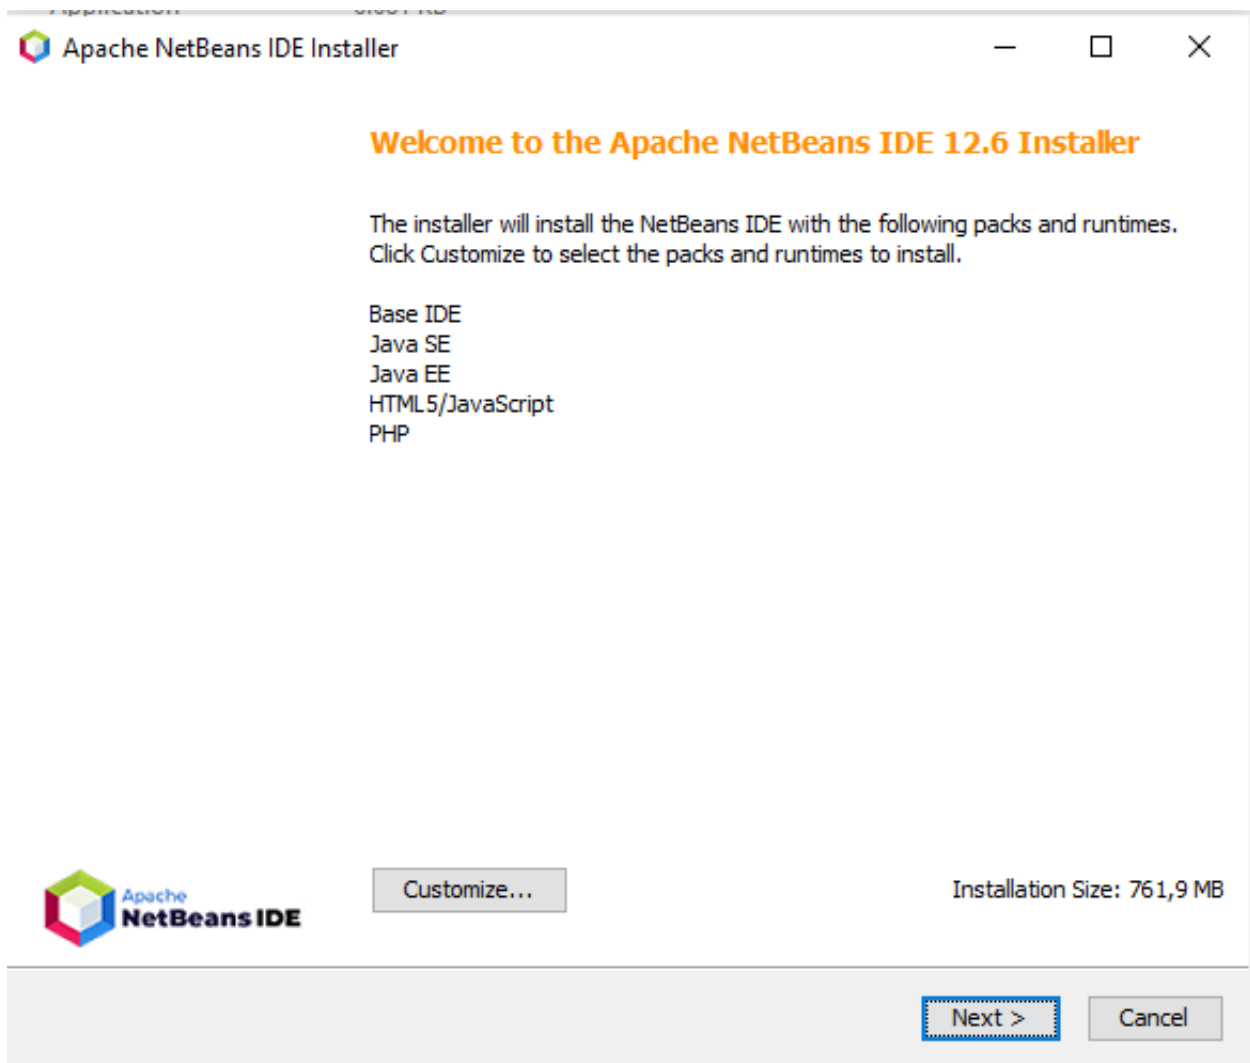 Apache NetBeans IDE Installer
Welcome to the Apache NetBeans IDE 12.6 Installer
The installer will install the NetBeans IDE with the following packs and runtimes.
Click Customize to select the packs and runtimes to install.
Base IDE
Java SE
Java EE
HTML5/JavaScript
PHP
Apache
NetBeans IDE
Customize...
Installation Size: 761,9 MB
Next >
Cancel